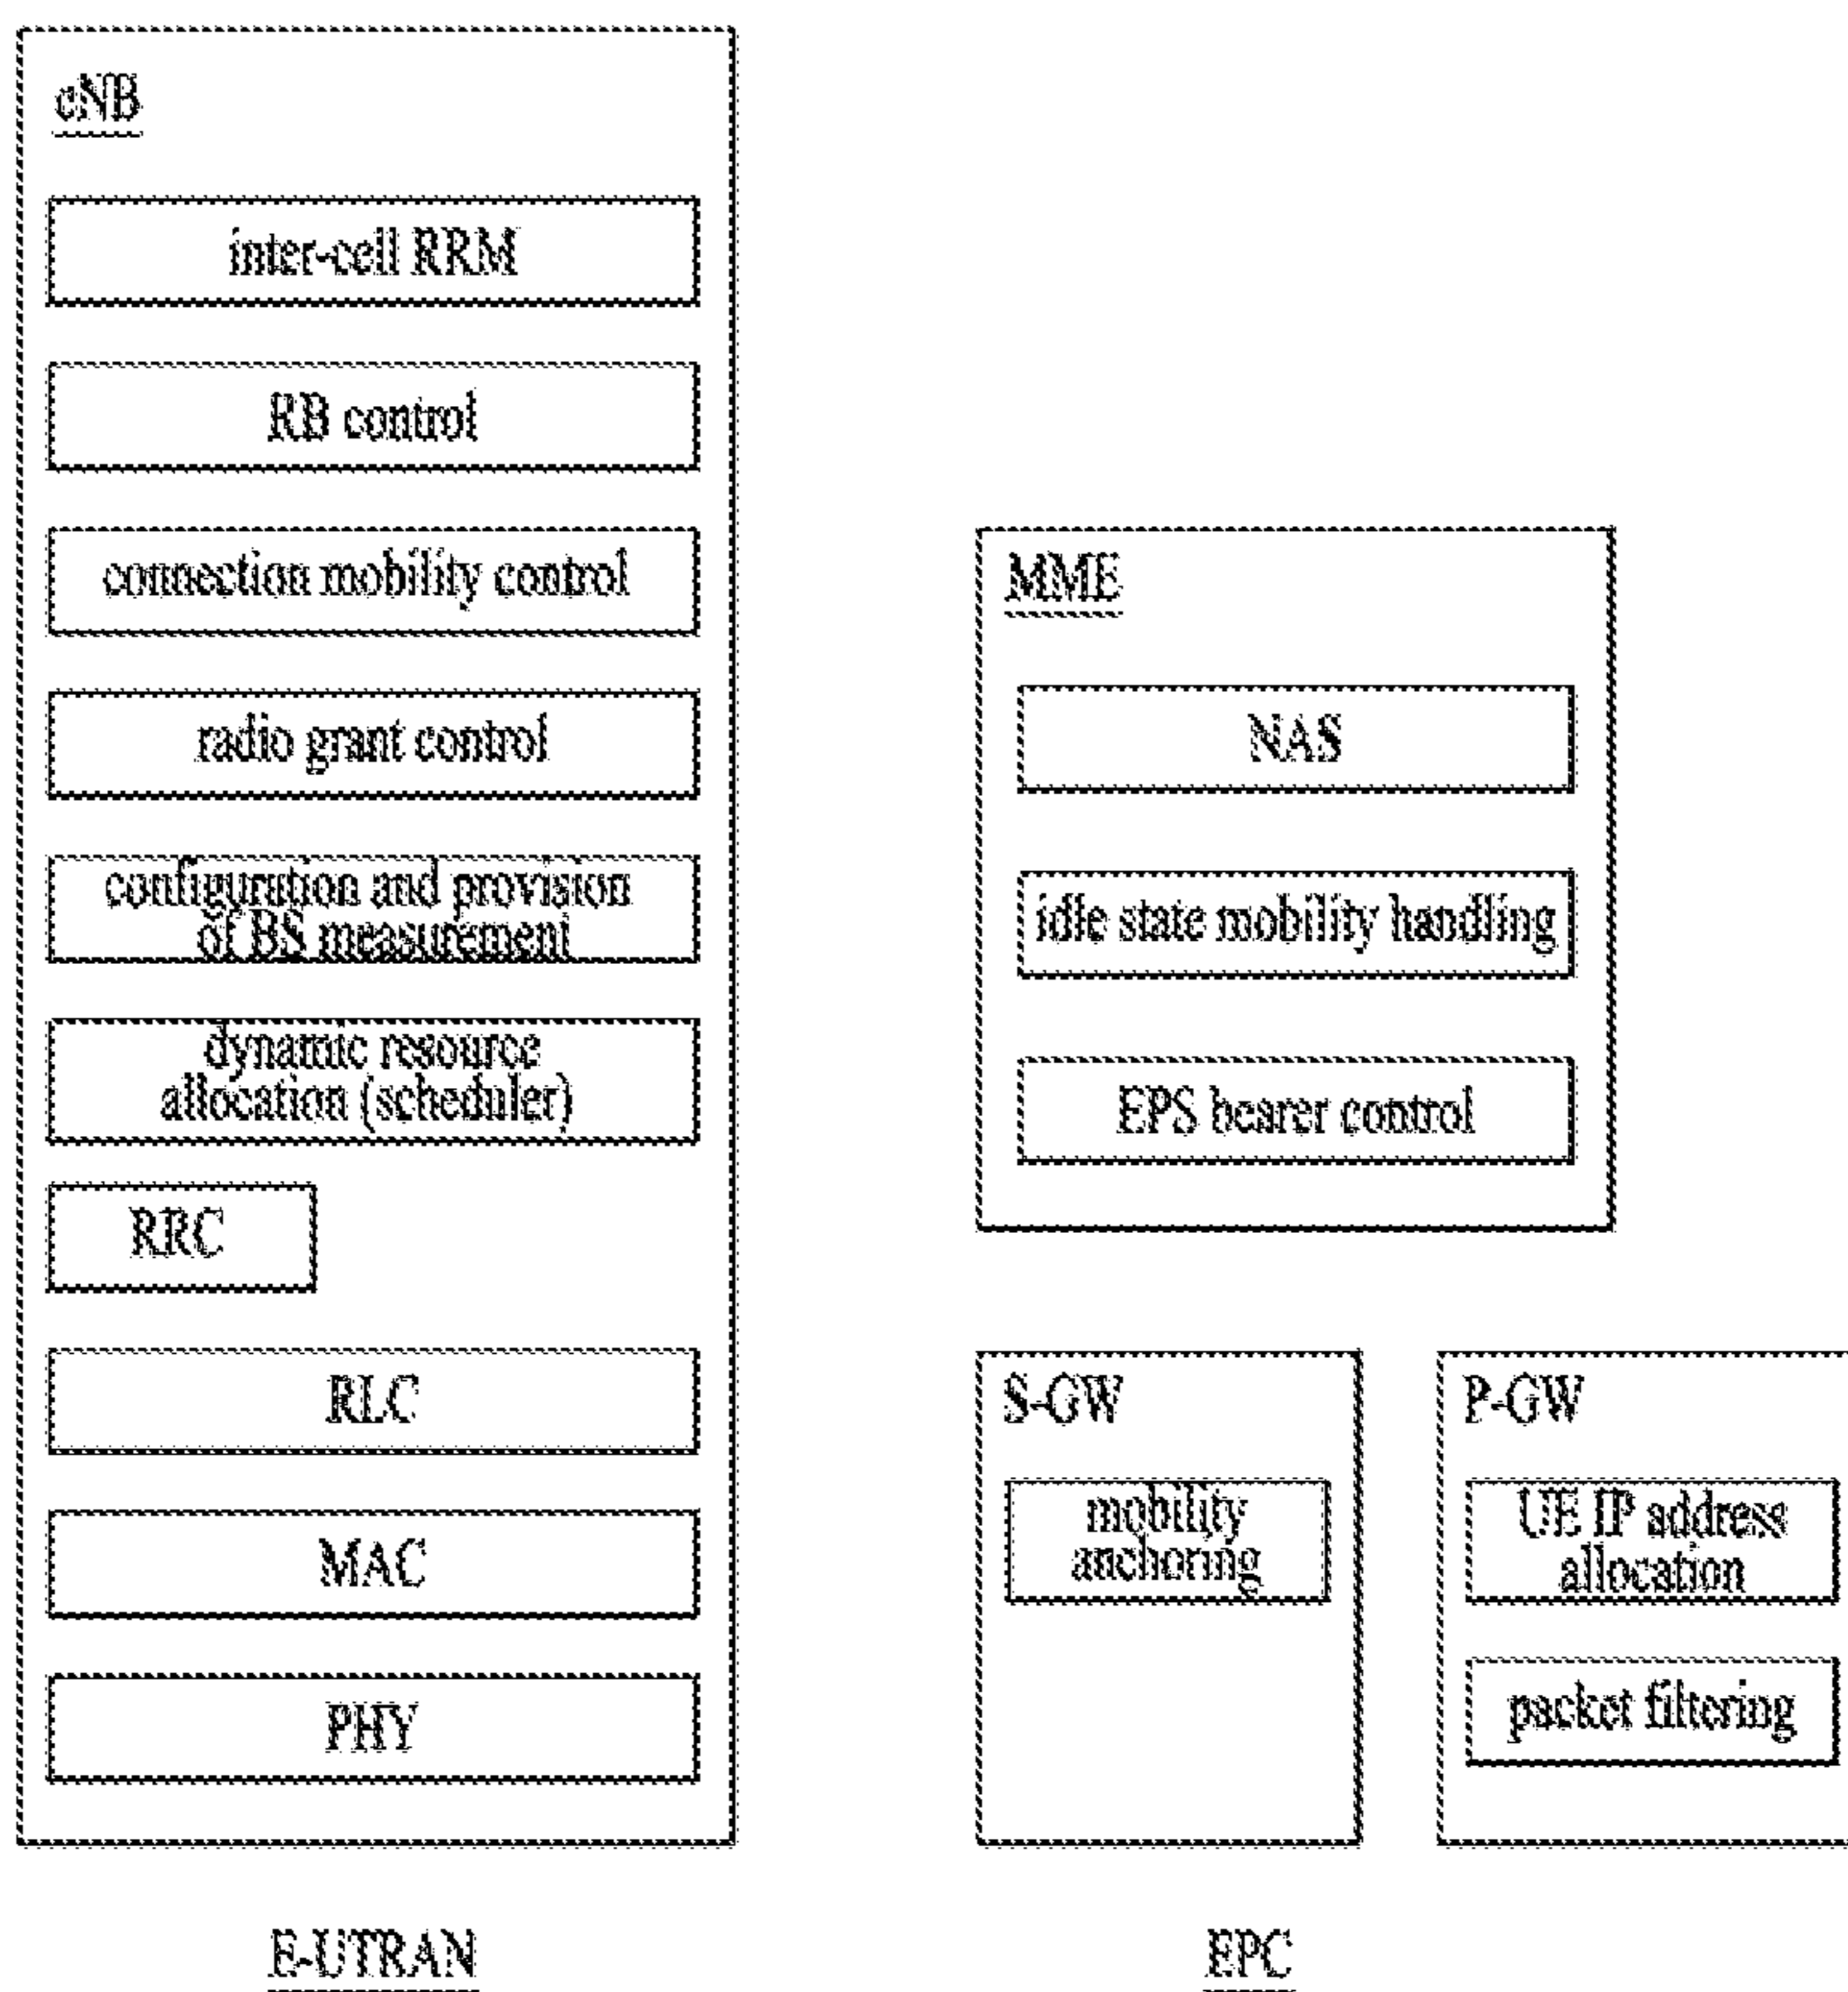 eNB
inter-cell RRM
RB control
connection mobility control
radio grant control
configuration and provision
of BS measurement
dynamic resource
allocation (scheduler)
RRC
RLC
MAC
PHY
E-UTRAN
MME
NAS
idle state mobility handling
EPS bearer control
S-GW
mobility
anchoring
P-GW
UE IP address
allocation
packet filtering
EPC